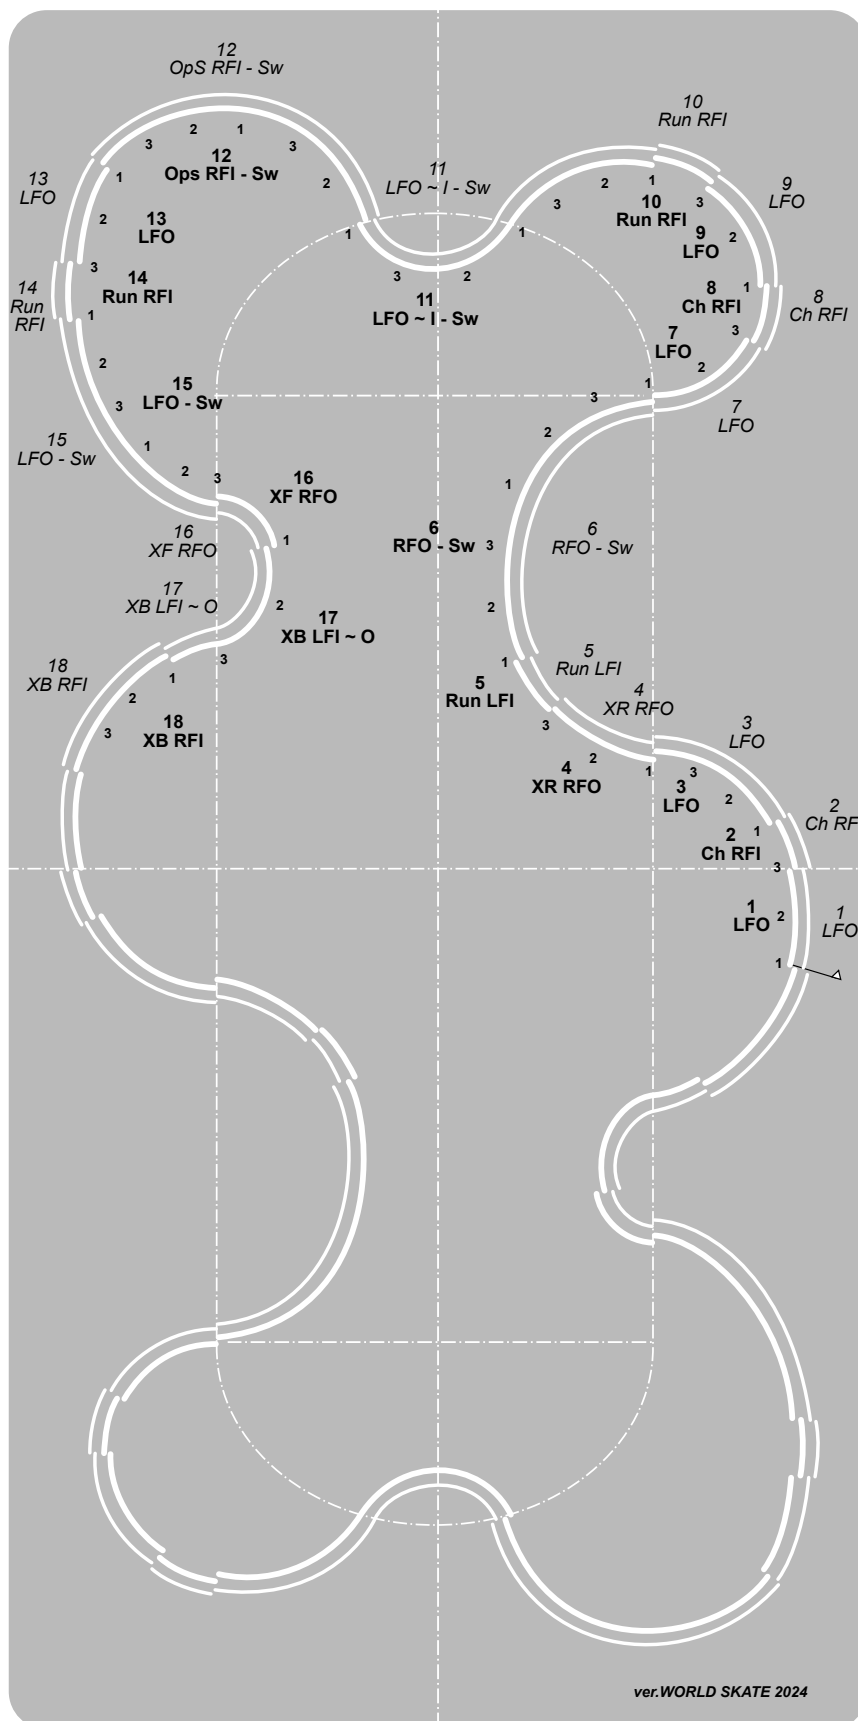 12
OpS RFI - Sw
10
Run RFI
3
2
1
3
2
12
Ops RFI - Sw
11
LFO ~ I - Sw
3
2
1
10
Run RFI
9
LFO
13
LFO
1
2
3
13
LFO
1
3
2
1
3
2
9
LFO
11
LFO ~ I - Sw
14
Run
RFI
14
Run RFI
1
8
Ch RFI
1
3
8
Ch RFI
7
LFO
2
1
7
LFO
2
3
1
2
3
15
LFO - Sw
15
LFO - Sw
16
XF RFO
1
3
2
1
2
3
6
RFO - Sw
6
RFO - Sw
16
XF RFO
17
XB LFI ~ O
2
3
17
XB LFI ~ O
1
5
Run LFI
5
Run LFI
4
XR RFO
18
XB RFI
1
2
3
18
XB RFI
3
2
1
4
XR RFO
3
LFO
3
LFO
3
2
1
2
Ch RFI
2
Ch RF
3
2
1
1
LFO
1
LFO
ver.WORLD SKATE 2024